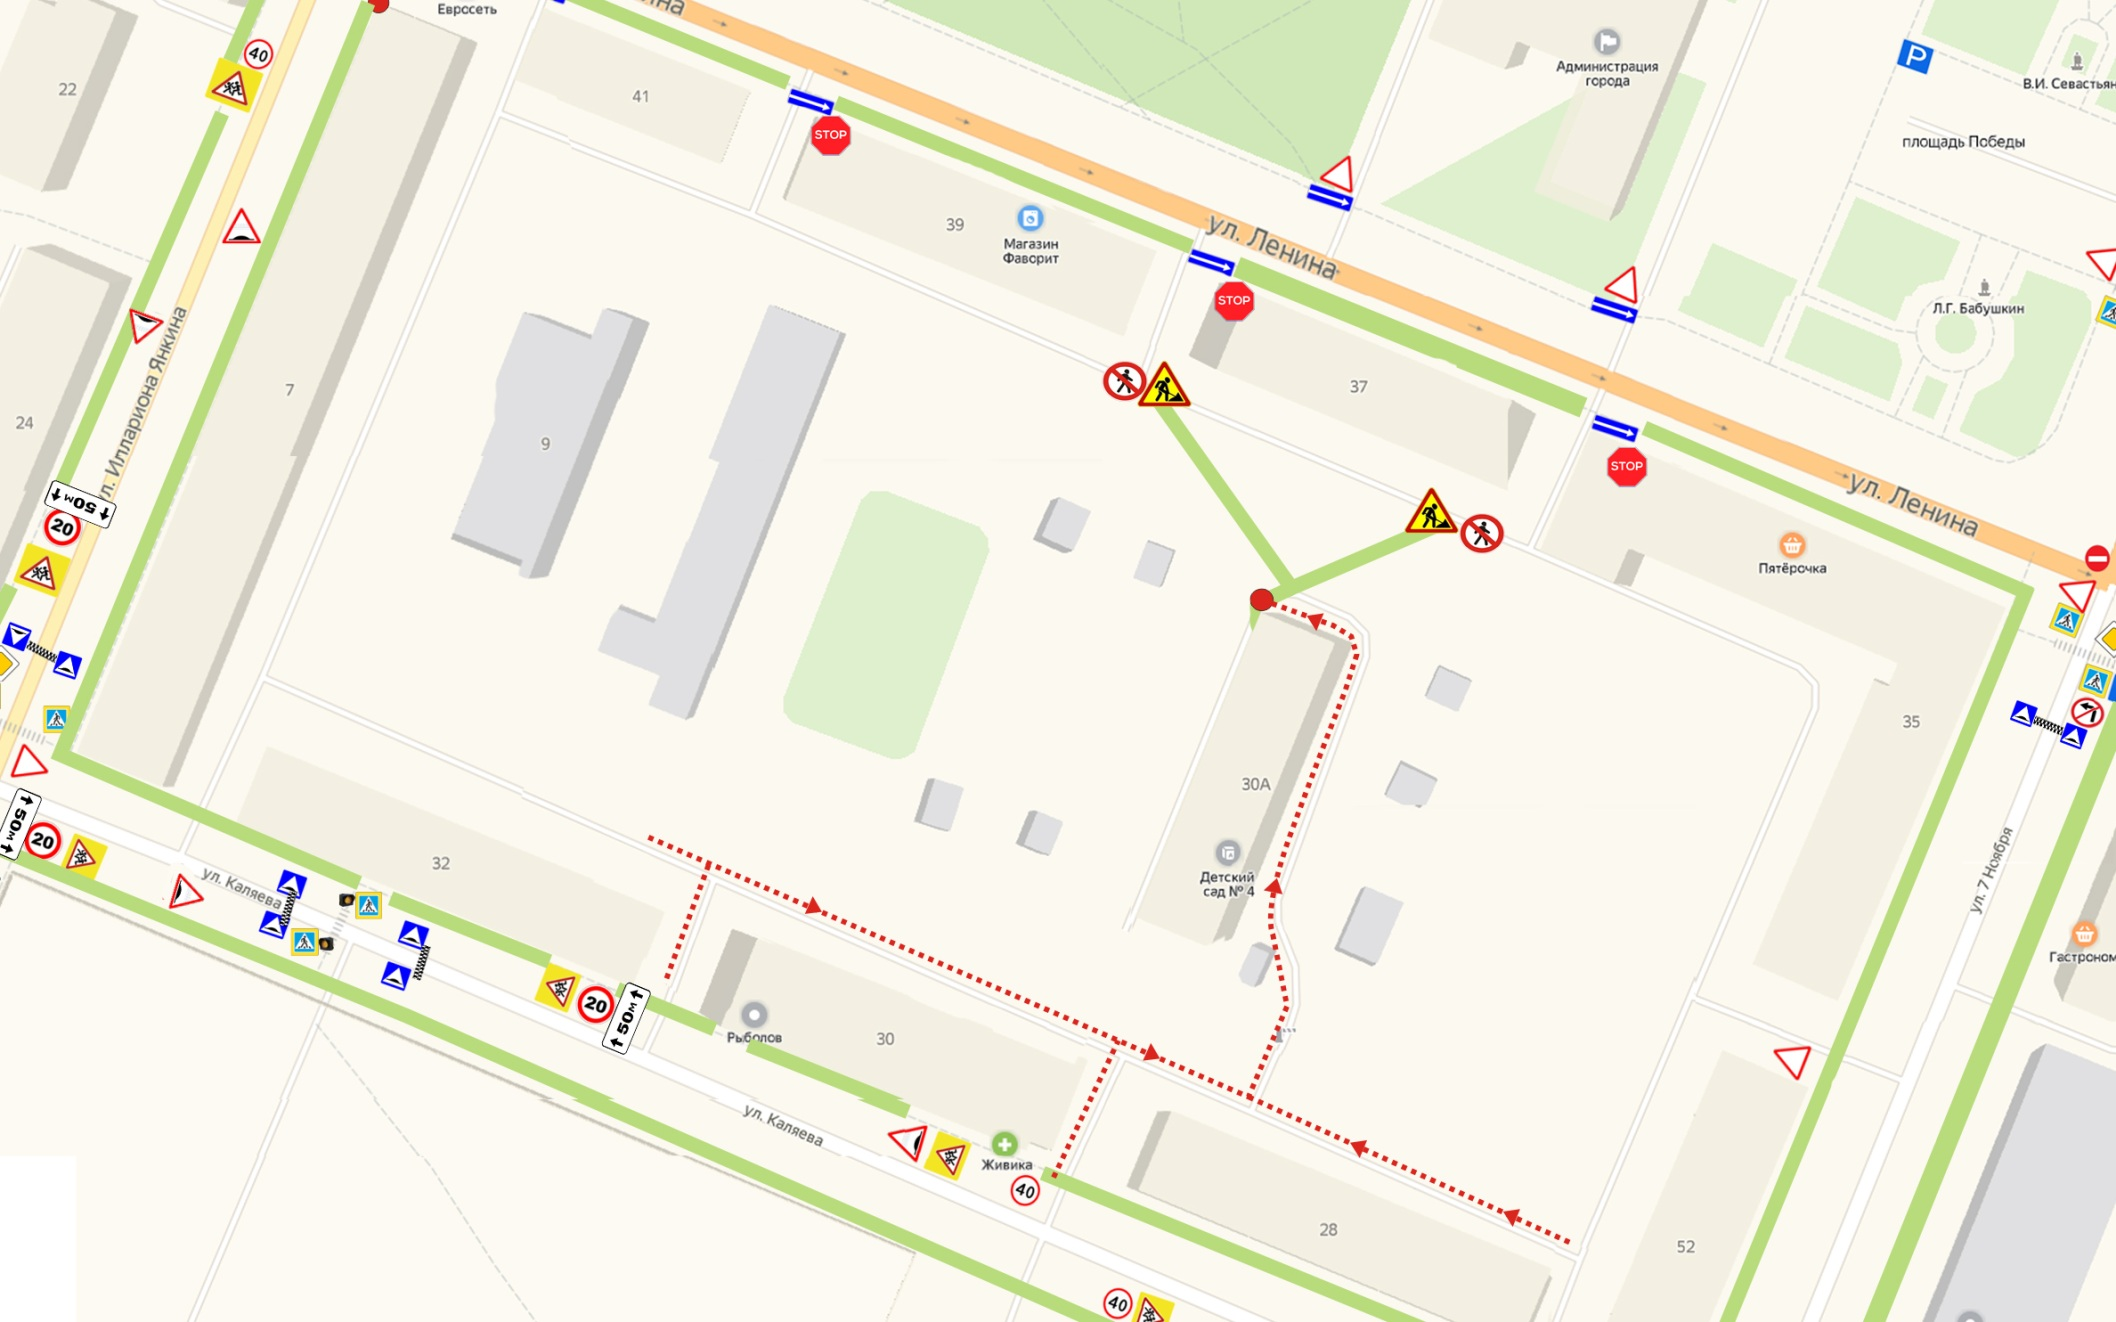 Евросеть
ина
40
22
41
Администрация
города
P
В.И. Севастьян
STOP
площадь Победы
39
Магазин
Фаворит
ул. Ленина
STOP
Л.Г. Бабушкин
ул. Иллариона Янкина
7
37
24
9
STOP
50м
20
ул. Ленина
Пятёрочка
35
30А
50м
20
32
ул. Каляева
Детский
сад № 4
ул. 7 Ноября
Гастроном
20
50м
Рыболов
30
ул. Каляева
Живика
40
28
52
40